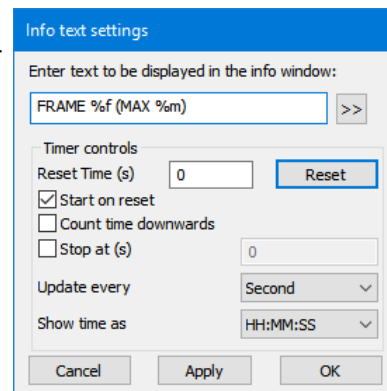 Info text settings
Enter text to be displayed in the info window:
FRAME %f (MAX %m) >>
Timer controls
Reset Time (s) 0 Reset
Start on reset
Count time downwards
Stop at (s) 0
Update every Second
Show time as HH:MM:SS
Cancel Apply OK